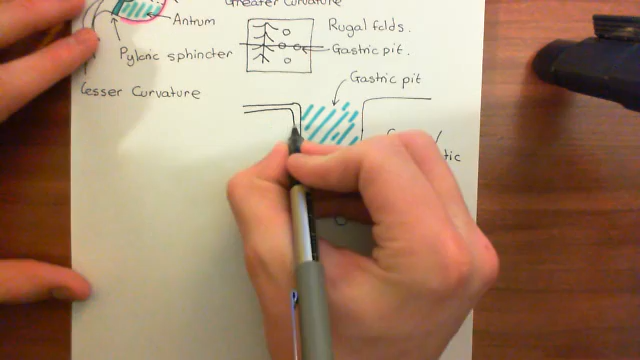 Greater Curvature
Antrum
Rugal folds.
Pyloric sphincter
Gastric pit.
Gastric pit
Lesser Curvature